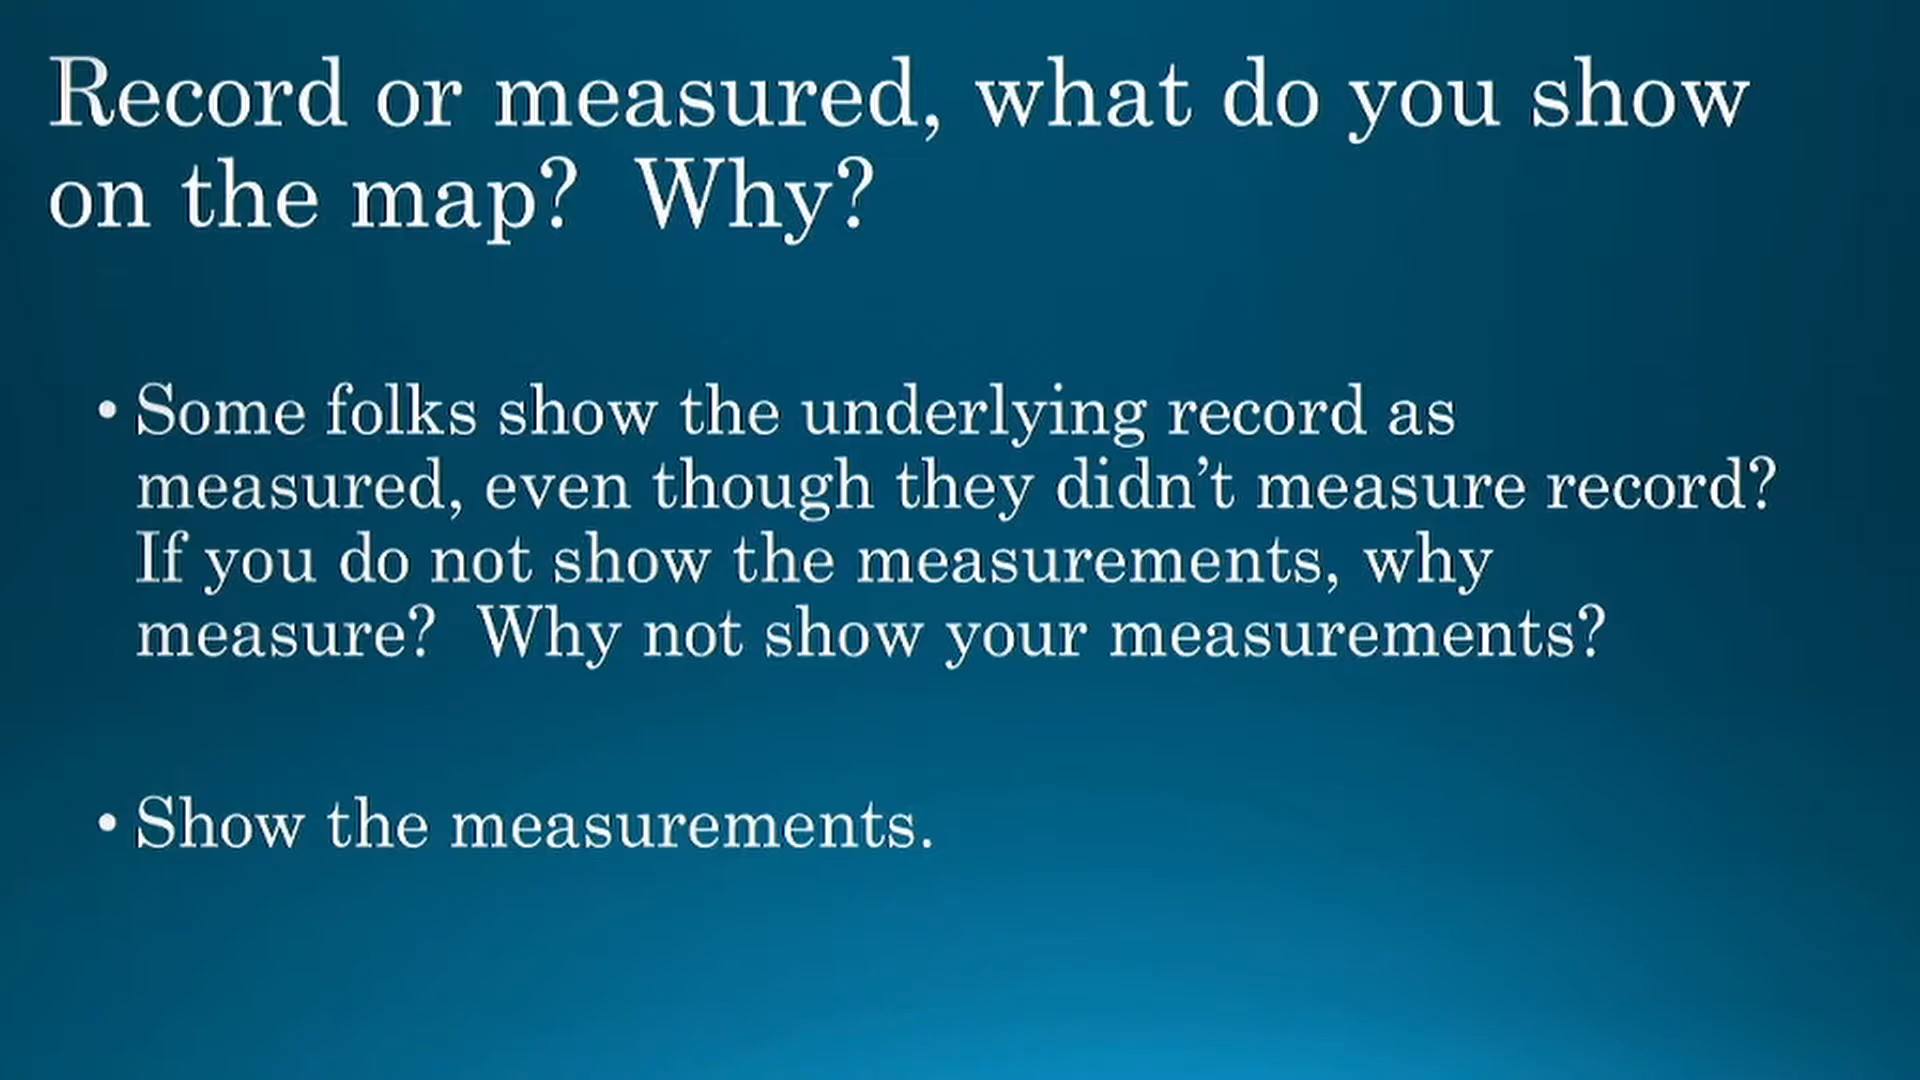 Record or measured, what do you show
on the map?  Why?
• Some folks show the underlying record as
measured, even though they didn’t measure record?
If you do not show the measurements, why
measure?  Why not show your measurements?
• Show the measurements.